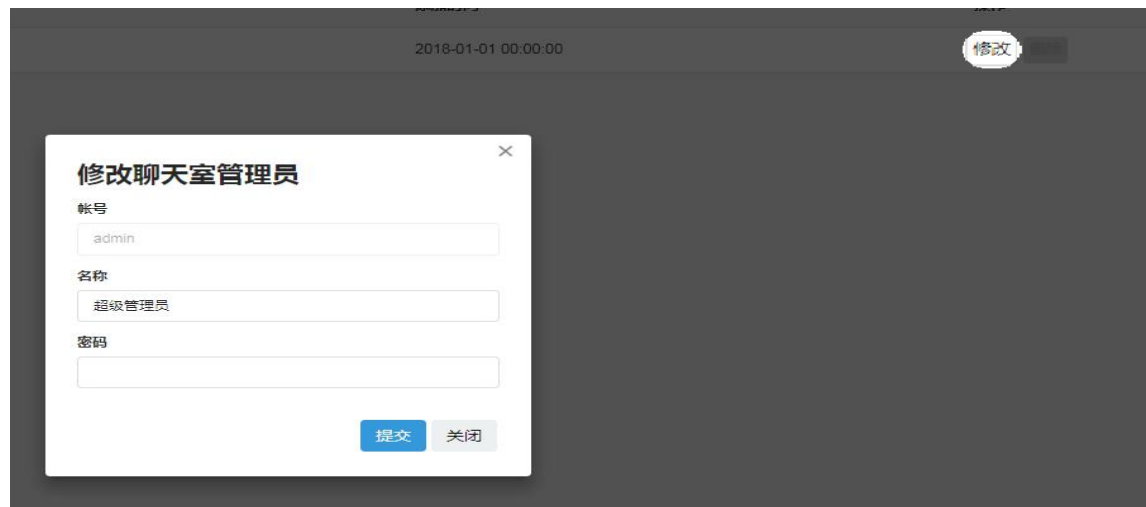 2018-01-01 00:00:00
修改
×
修改聊天室管理员
帐号
admin
名称
超级管理员
密码
提交 关闭